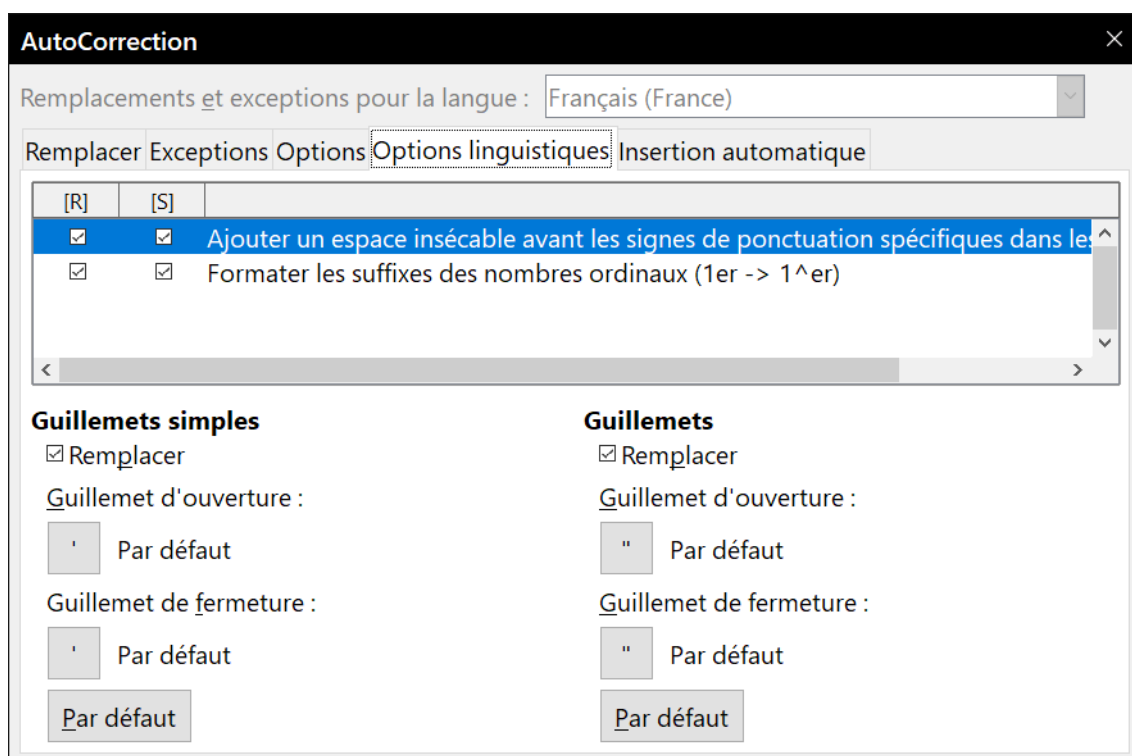 AutoCorrection
Remplacements et exceptions pour la langue : Français (France)
Remplacer Exceptions Options Options linguistiques Insertion automatique
[R] [S]
Ajouter un espace insécable avant les signes de ponctuation spécifiques dans les
Formater les suffixes des nombres ordinaux (1er -> 1^er)
Guillemets simples Guillemets
Remplacer Remplacer
Guillemet d'ouverture : Guillemet d'ouverture :
' Par défaut " Par défaut
Guillemet de fermeture : Guillemet de fermeture :
' Par défaut " Par défaut
Par défaut Par défaut